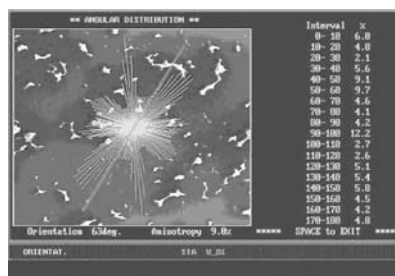 ** ANGULAR DISTRIBUTION **
Interval %
0- 10 6.0
10- 20 4.8
20- 30 2.1
30- 40 5.6
40- 50 9.1
50- 60 9.7
60- 70 4.6
70- 80 4.1
80- 90 4.2
90-100 12.2
100-110 2.7
110-120 2.6
120-130 5.1
130-140 5.4
140-150 5.8
150-160 4.5
160-170 4.2
170-180 4.8
Orientation 63deg. Anisotropy 9.0% ***** SPACE to EXIT *****
ORIENTAT. STA